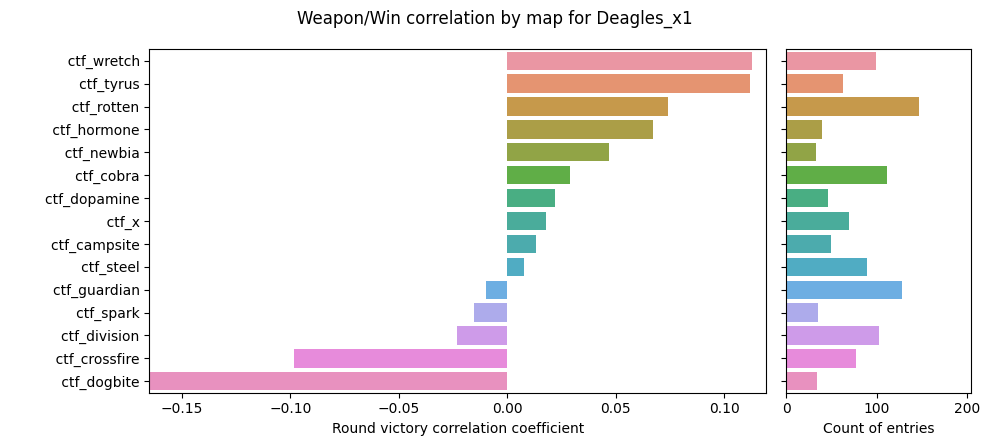 Weapon/Win correlation by map for Deagles_x1
ctf_wretch
ctf_tyrus
ctf_rotten
ctf_hormone
ctf_newbia
ctf_cobra
ctf_dopamine
ctf_x
ctf_campsite
ctf_steel
ctf_guardian
ctf_spark
ctf_division
ctf_crossfire
ctf_dogbite
−0.15 −0.10 −0.05 0.00 0.05 0.10
Round victory correlation coefficient
0 100 200
Count of entries